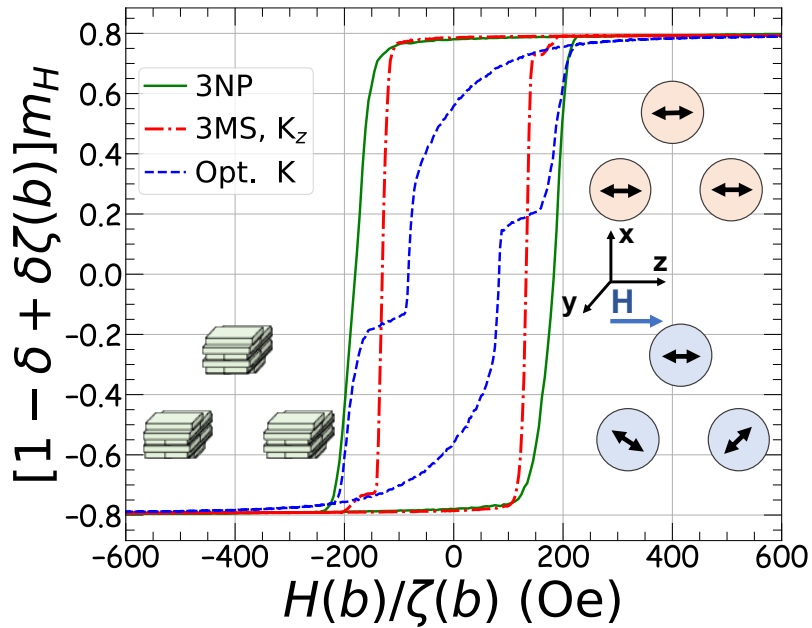 [1 − δ + δζ(b)]m_H
0.8
0.6
0.4
0.2
0.0
−0.2
−0.4
−0.6
−0.8
3NP
3MS, K_z
Opt. K
x
z
y
H
−600
−400
−200
0
200
400
600
H(b)/ζ(b) (Oe)